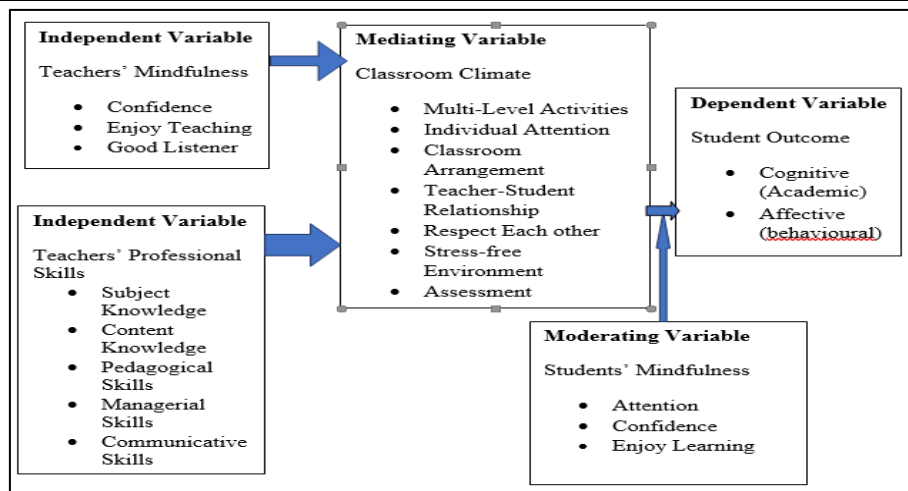 Independent Variable
Teachers’ Mindfulness
• Confidence
• Enjoy Teaching
• Good Listener
Independent Variable
Teachers’ Professional
Skills
• Subject
Knowledge
• Content
Knowledge
• Pedagogical
Skills
• Managerial
Skills
• Communicative
Skills
Mediating Variable
Classroom Climate
• Multi-Level Activities
• Individual Attention
• Classroom
Arrangement
• Teacher-Student
Relationship
• Respect Each other
• Stress-free
Environment
• Assessment
Dependent Variable
Student Outcome
• Cognitive
(Academic)
• Affective
(behavioural)
Moderating Variable
Students’ Mindfulness
• Attention
• Confidence
• Enjoy Learning